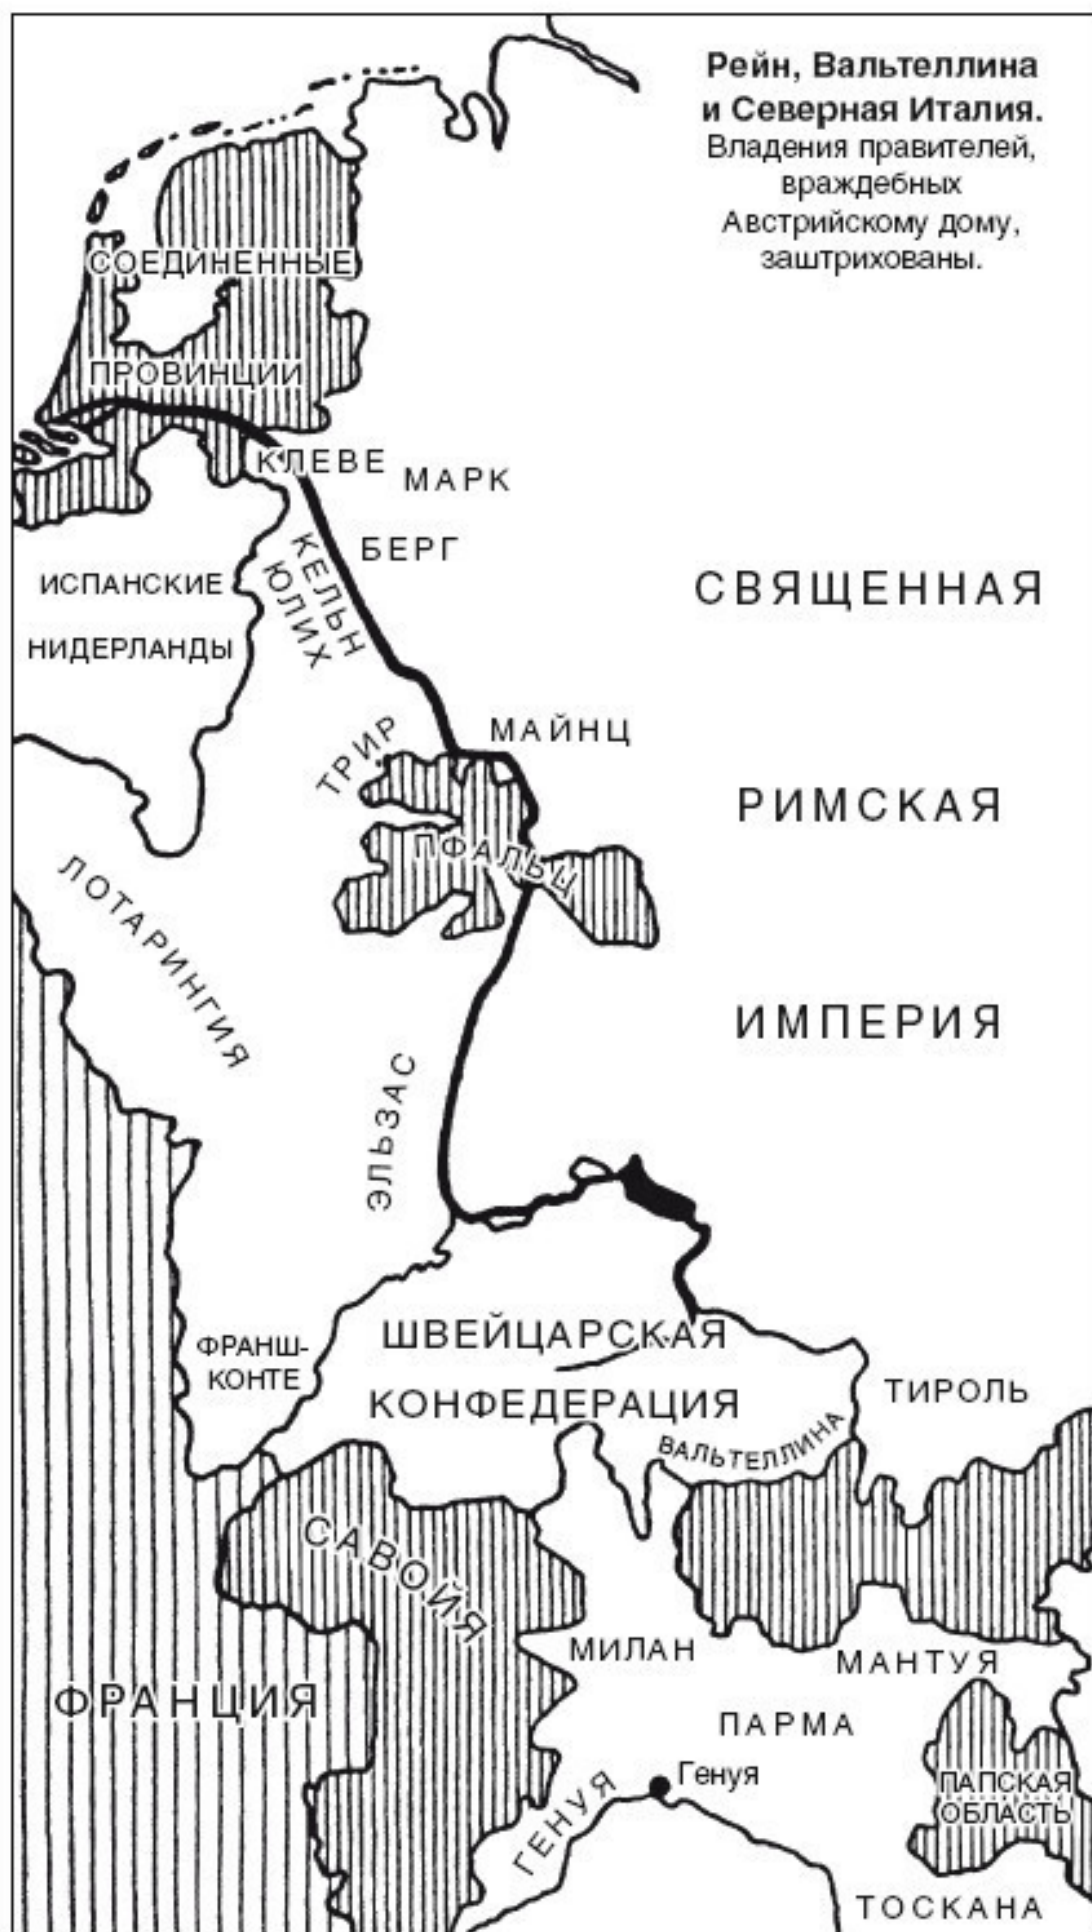 Рейн, Вальтеллина
и Северная Италия.
Владения правителей,
враждебных
Австрийскому дому,
заштрихованы.
СОЕДИНЕННЫЕ
ПРОВИНЦИИ
КЛЕВЕ
МАРК
БЕРГ
КЕЛЬН
ЮЛИХ
ИСПАНСКИЕ
НИДЕРЛАНДЫ
СВЯЩЕННАЯ
РИМСКАЯ
ИМПЕРИЯ
ТРИР
МАЙНЦ
ПФАЛЬЦ
ЛОТАРИНГИЯ
ЭЛЬЗАС
ФРАНШ-
КОНТЕ
ШВЕЙЦАРСКАЯ
КОНФЕДЕРАЦИЯ
ТИРОЛЬ
ВАЛЬТЕЛЛИНА
САВОЙЯ
МИЛАН
МАНТУЯ
ФРАНЦИЯ
ПАРМА
Генуя
ГЕНУЯ
ПАПСКАЯ
ОБЛАСТЬ
ТОСКАНА